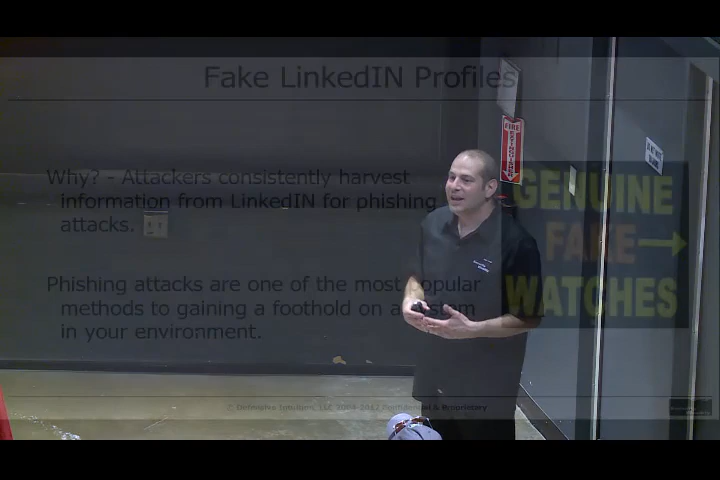 Fake LinkedIN Profiles
FIRE
EXTINGUISHER
Why? - Attackers consistently harvest
information from LinkedIN for phishing
attacks.
GENUINE
FAKE
WATCHES
Phishing attacks are one of the most popular
methods to gaining a foothold on a system
in your environment.